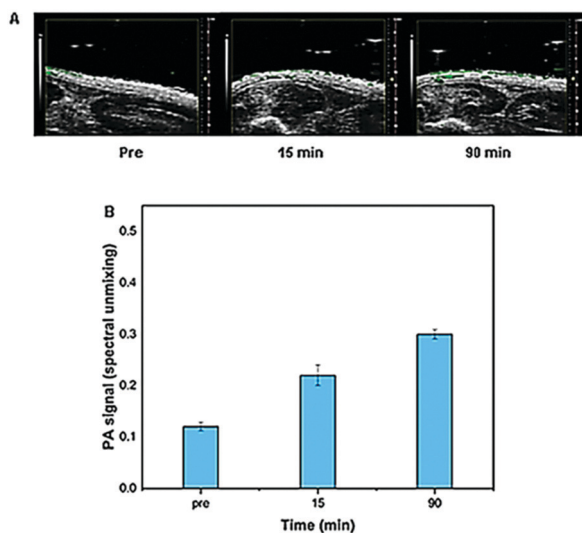 A
Pre
15 min
90 min
B
PA signal (spectral unmixing)
0.5
0.4
0.3
0.2
0.1
0.0
pre
15
90
Time (min)